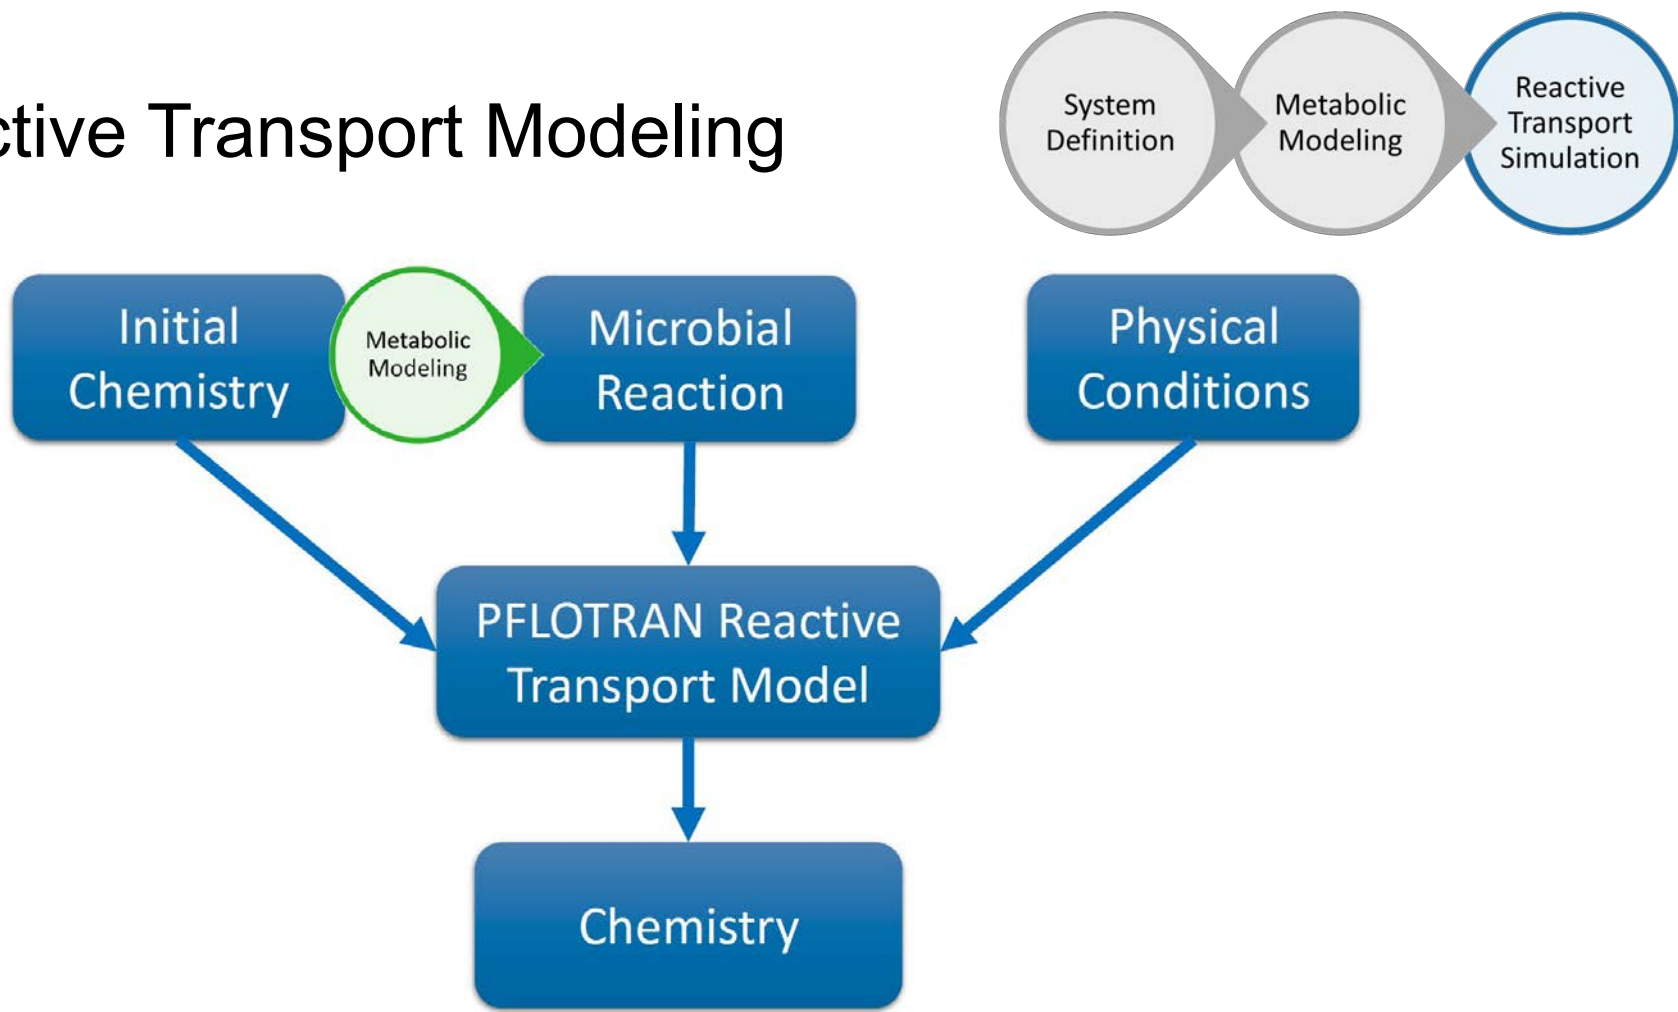 ctive Transport Modeling
System
Definition
Metabolic
Modeling
Reactive
Transport
Simulation
Initial
Chemistry
Metabolic
Modeling
Microbial
Reaction
Physical
Conditions
PFLOTRAN Reactive
Transport Model
Chemistry